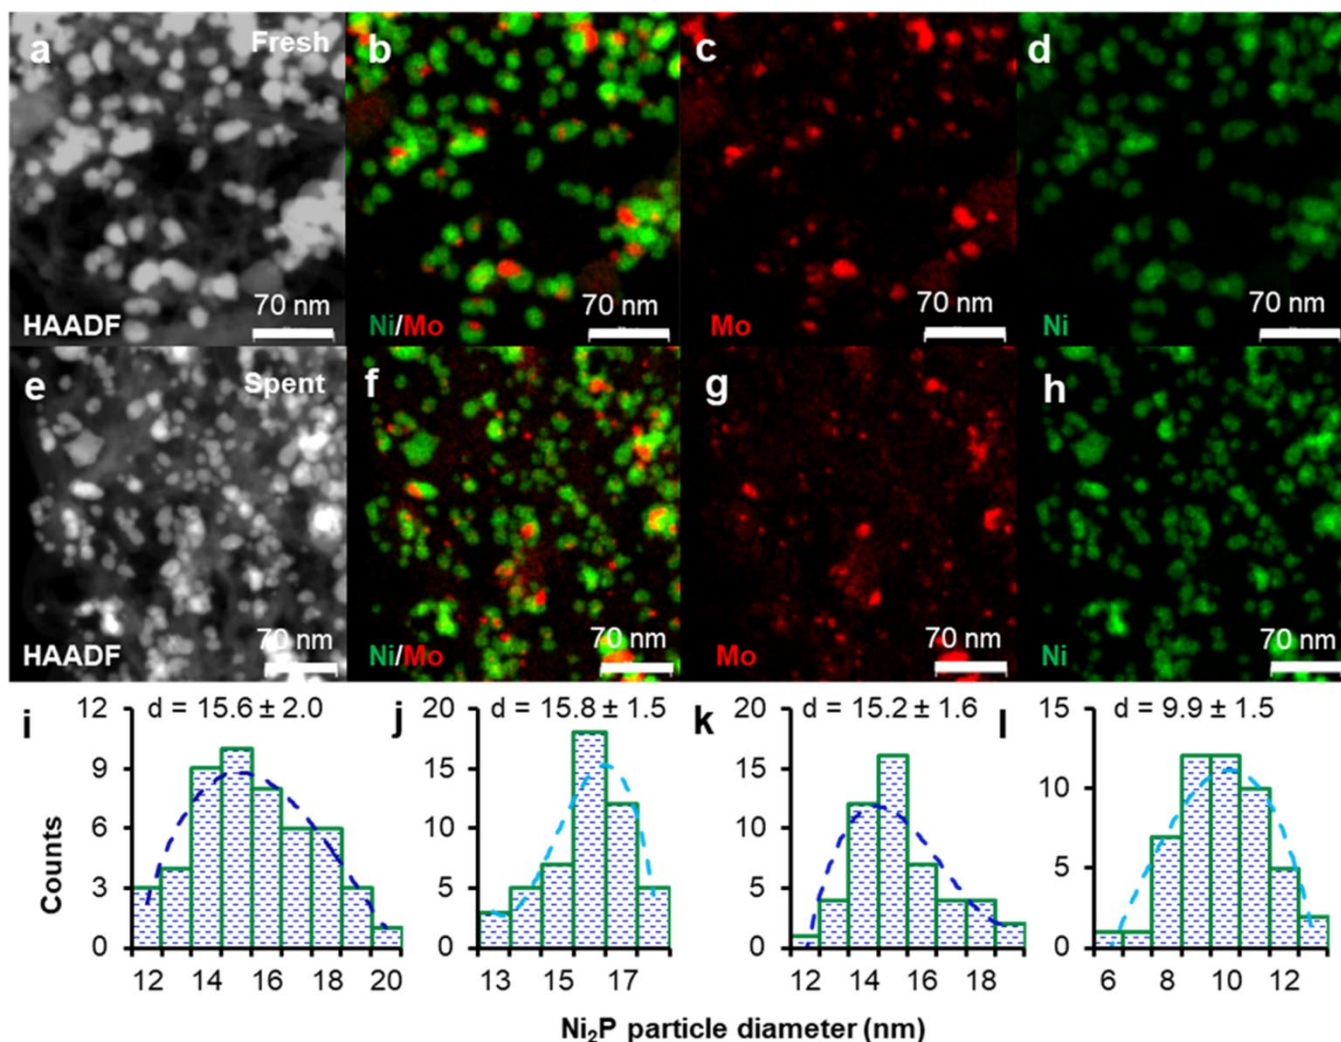 a Fresh b c d
HAADF 70 nm Ni/Mo 70 nm Mo 70 nm Ni 70 nm
e Spent f g h
HAADF 70 nm Ni/Mo 70 nm Mo 70 nm Ni 70 nm
i d = 15.6 ± 2.0 j d = 15.8 ± 1.5 k d = 15.2 ± 1.6 l d = 9.9 ± 1.5
Counts
12
9
6
3
0
12 14 16 18 20
20
15
10
5
0
13 15 17
20
15
10
5
0
12 14 16 18
15
10
5
0
6 8 10 12
Ni₂P particle diameter (nm)